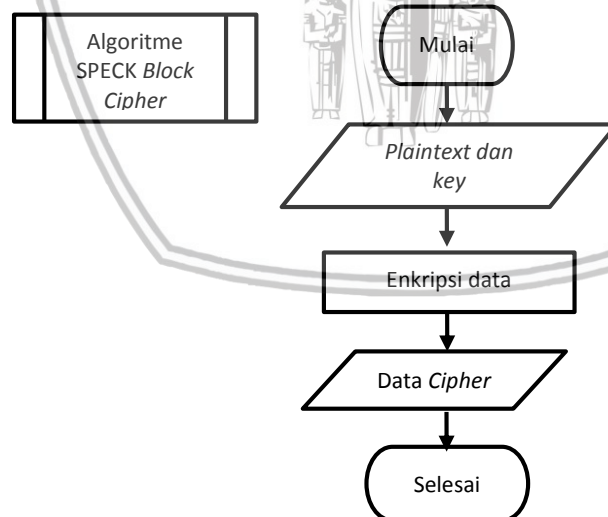 Algoritme
SPECK Block
Cipher
Mulai
Plaintext dan
key
Enkripsi data
Data Cipher
Selesai